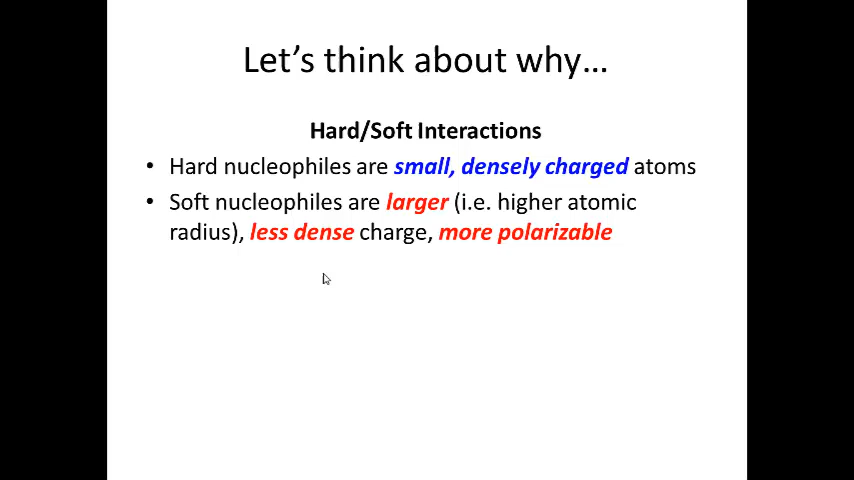 Let's think about why…
Hard/Soft Interactions
• Hard nucleophiles are small, densely charged atoms
• Soft nucleophiles are larger (i.e. higher atomic
radius), less dense charge, more polarizable